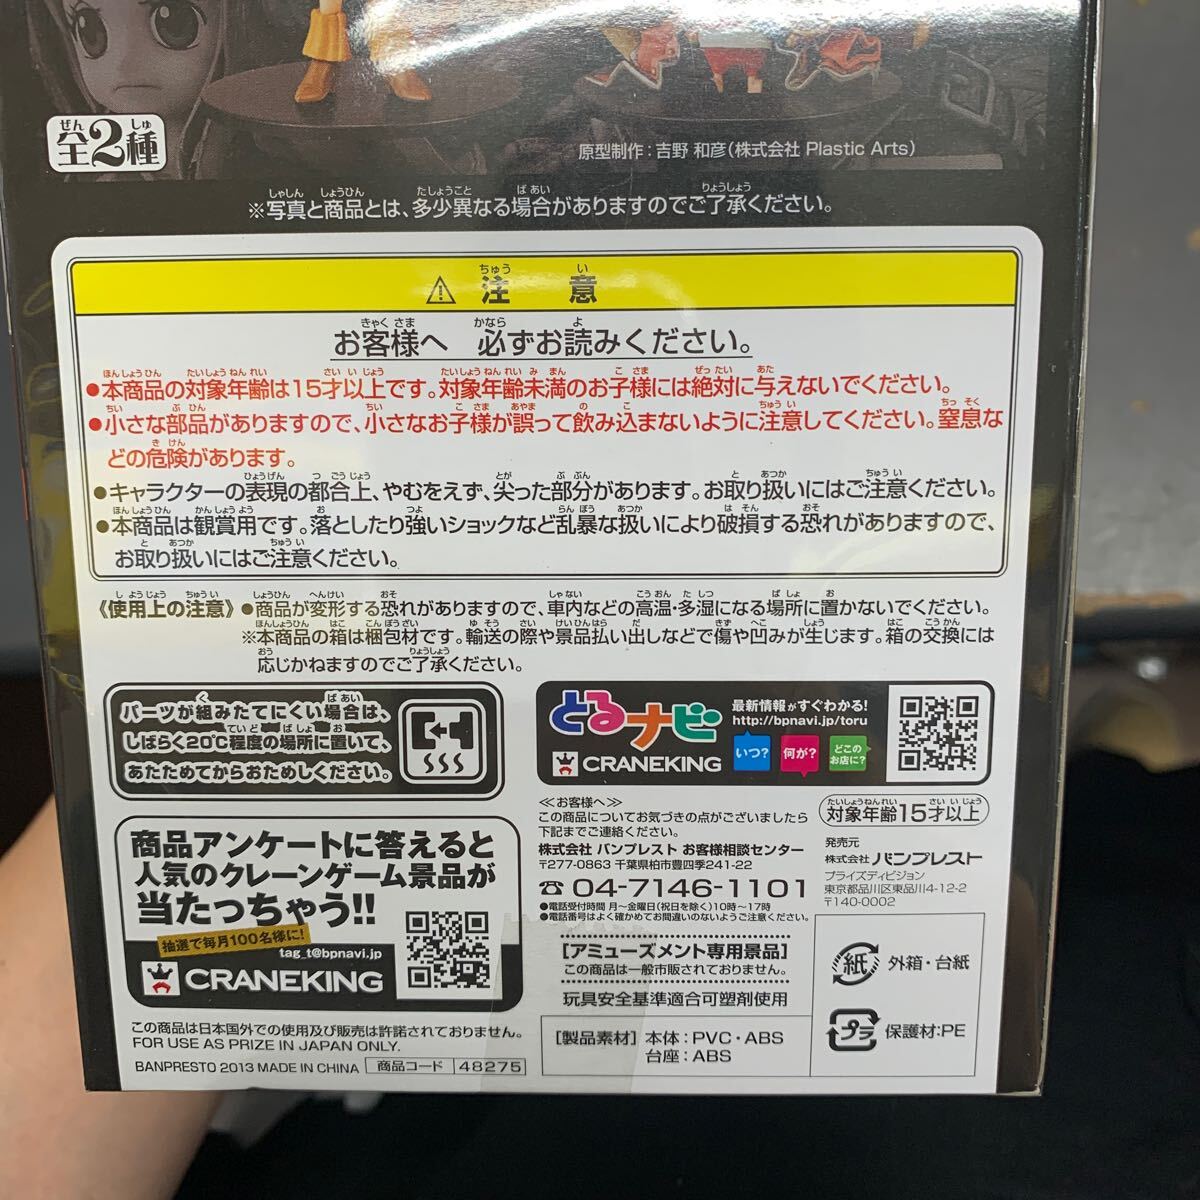 全2種
原型制作：吉野 和彦(株式会社 Plastic Arts)
※写真と商品とは、多少異なる場合がありますのでご了承ください。
⚠ 注 意
お客様へ 必ずお読みください。
●本商品の対象年齢は15才以上です。対象年齢未満のお子様には絶対に与えないでください。
●小さな部品がありますので、小さなお子様が誤って飲み込まないように注意してください。窒息な
どの危険があります。
●キャラクターの表現の都合上、やむをえず、尖った部分があります。お取り扱いにはご注意ください。
●本商品は観賞用です。落としたり強いショックなど乱暴な扱いにより破損する恐れがありますので、
お取り扱いにはご注意ください。
《使用上の注意》●商品が変形する恐れがありますので、車内などの高温・多湿になる場所に置かないでください。
※本商品の箱は梱包材です。輸送の際や景品払い出しなどで傷や凹みが生じます。箱の交換には
応じかねますのでご了承ください。
パーツが組みたてにくい場合は、
しばらく20℃程度の場所に置いて、
あたためてからおためしください。
とるナビ
最新情報がすぐわかる!
http://bpnavi.jp/toru
CRANEKING
いつ?
何が?
どこの
お店に?
商品アンケートに答えると
人気のクレーンゲーム景品が
当たっちゃう!!
抽選で毎月100名様に!
tag_t@bpnavi.jp
CRANEKING
≪お客様へ≫
この商品についてお気づきの点がございましたら
下記までご連絡ください。
株式会社 バンプレスト お客様相談センター
〒277-0863 千葉県柏市豊四季241-22
☎ 04-7146-1101
●電話受付時間 月〜金曜日(祝日を除く)10時〜17時
●電話番号はよく確かめてお間違いのないようご注意ください。
対象年齢15才以上
発売元
株式会社 バンプレスト
プライズディビジョン
東京都品川区東品川4-12-2
〒140-0002
[アミューズメント専用景品]
この商品は一般市販されておりません。
玩具安全基準適合可塑剤使用
[製品素材] 本体：PVC・ABS
台座：ABS
紙 外箱・台紙
プラ 保護材：PE
この商品は日本国外での使用及び販売は許諾されておりません。
FOR USE AS PRIZE IN JAPAN ONLY.
BANPRESTO 2013 MADE IN CHINA 商品コード 48275